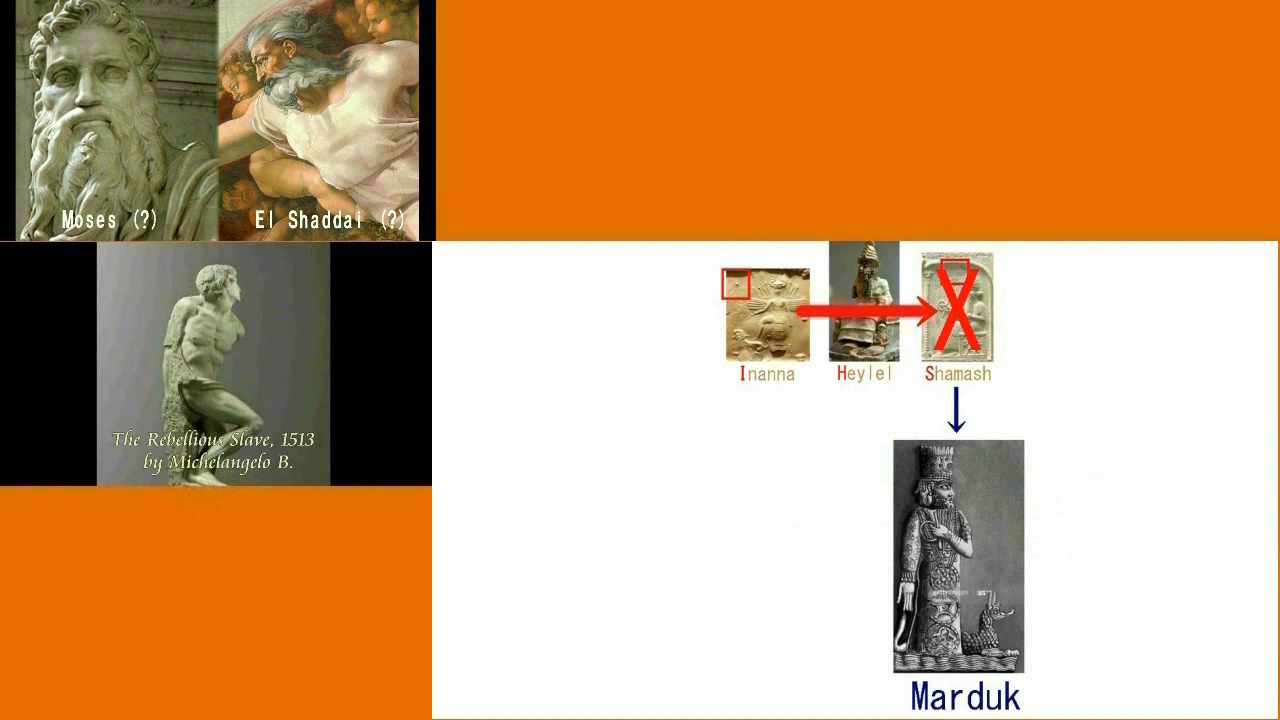 Moses (?)
El Shaddai (?)
The Rebellious Slave, 1513
by Michelangelo B.
Inanna
Heylel
Shamash
X
Marduk